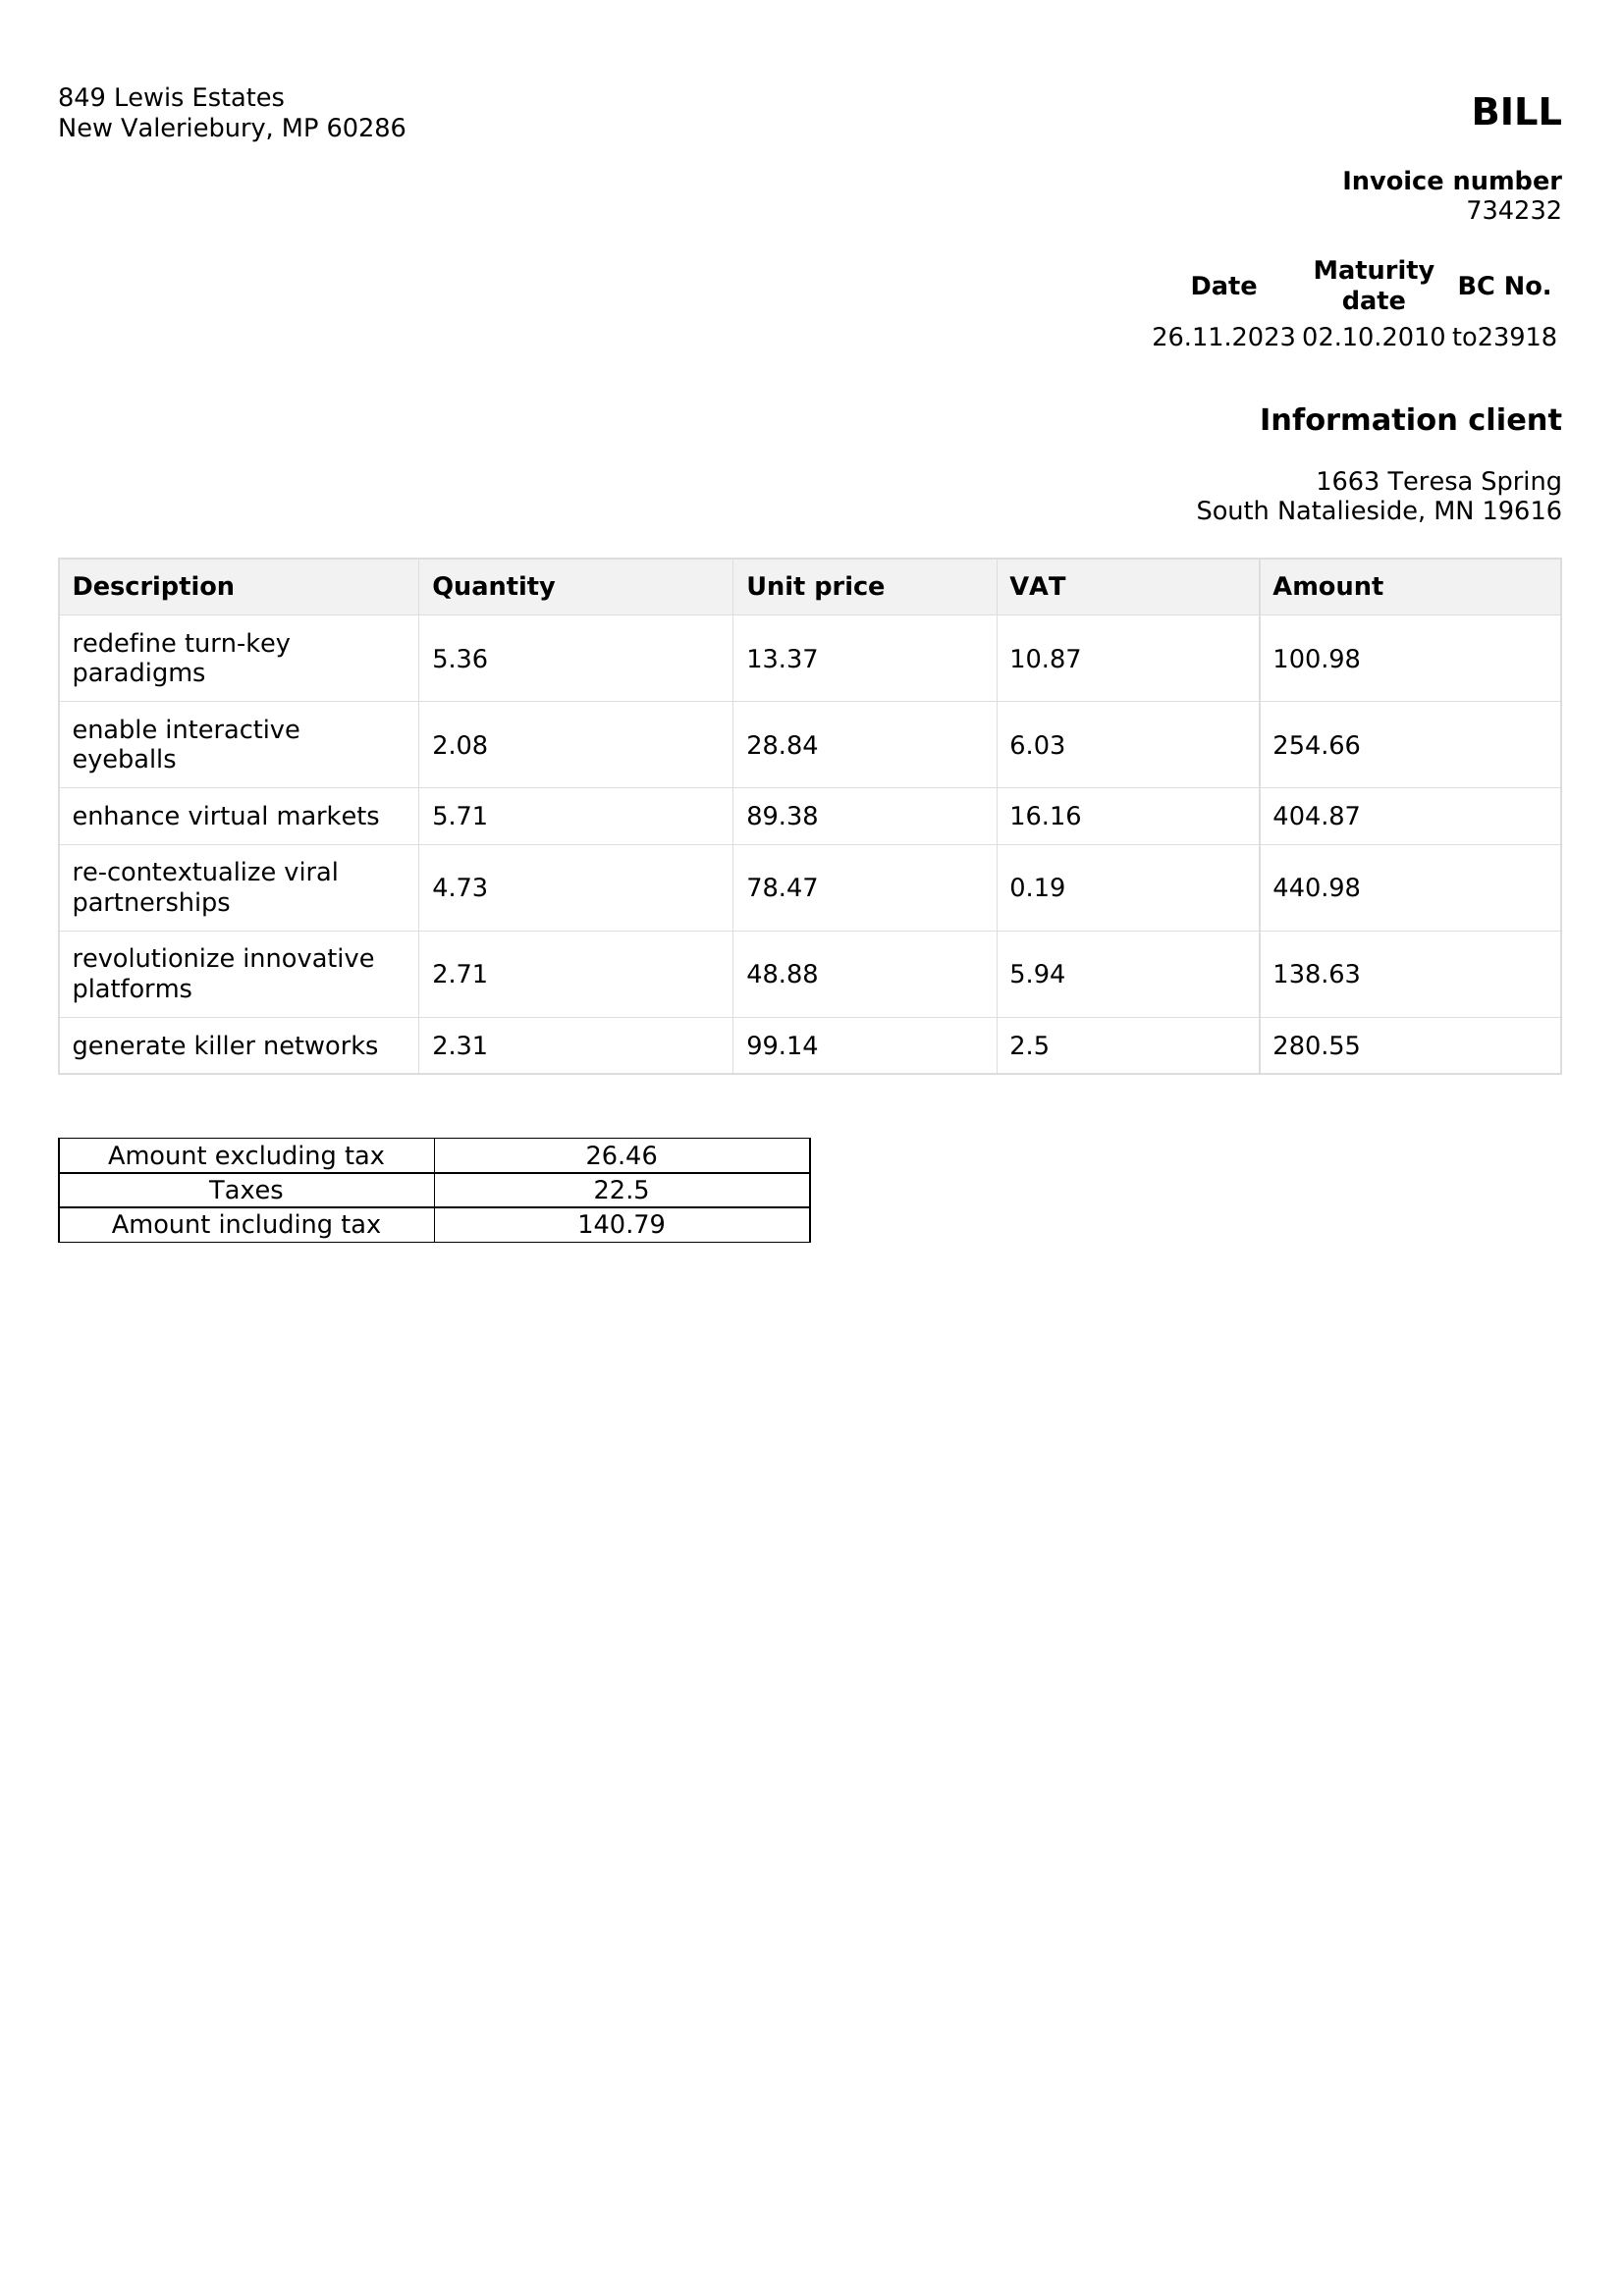 849 Lewis Estates
New Valeriebury, MP 60286
BILL
Invoice number
734232
Date Maturity date BC No.
26.11.2023 02.10.2010 to23918
Information client
1663 Teresa Spring
South Natalieside, MN 19616
Description Quantity Unit price VAT Amount
redefine turn-key
paradigms 5.36 13.37 10.87 100.98
enable interactive
eyeballs 2.08 28.84 6.03 254.66
enhance virtual markets 5.71 89.38 16.16 404.87
re-contextualize viral
partnerships 4.73 78.47 0.19 440.98
revolutionize innovative
platforms 2.71 48.88 5.94 138.63
generate killer networks 2.31 99.14 2.5 280.55
Amount excluding tax 26.46
Taxes 22.5
Amount including tax 140.79